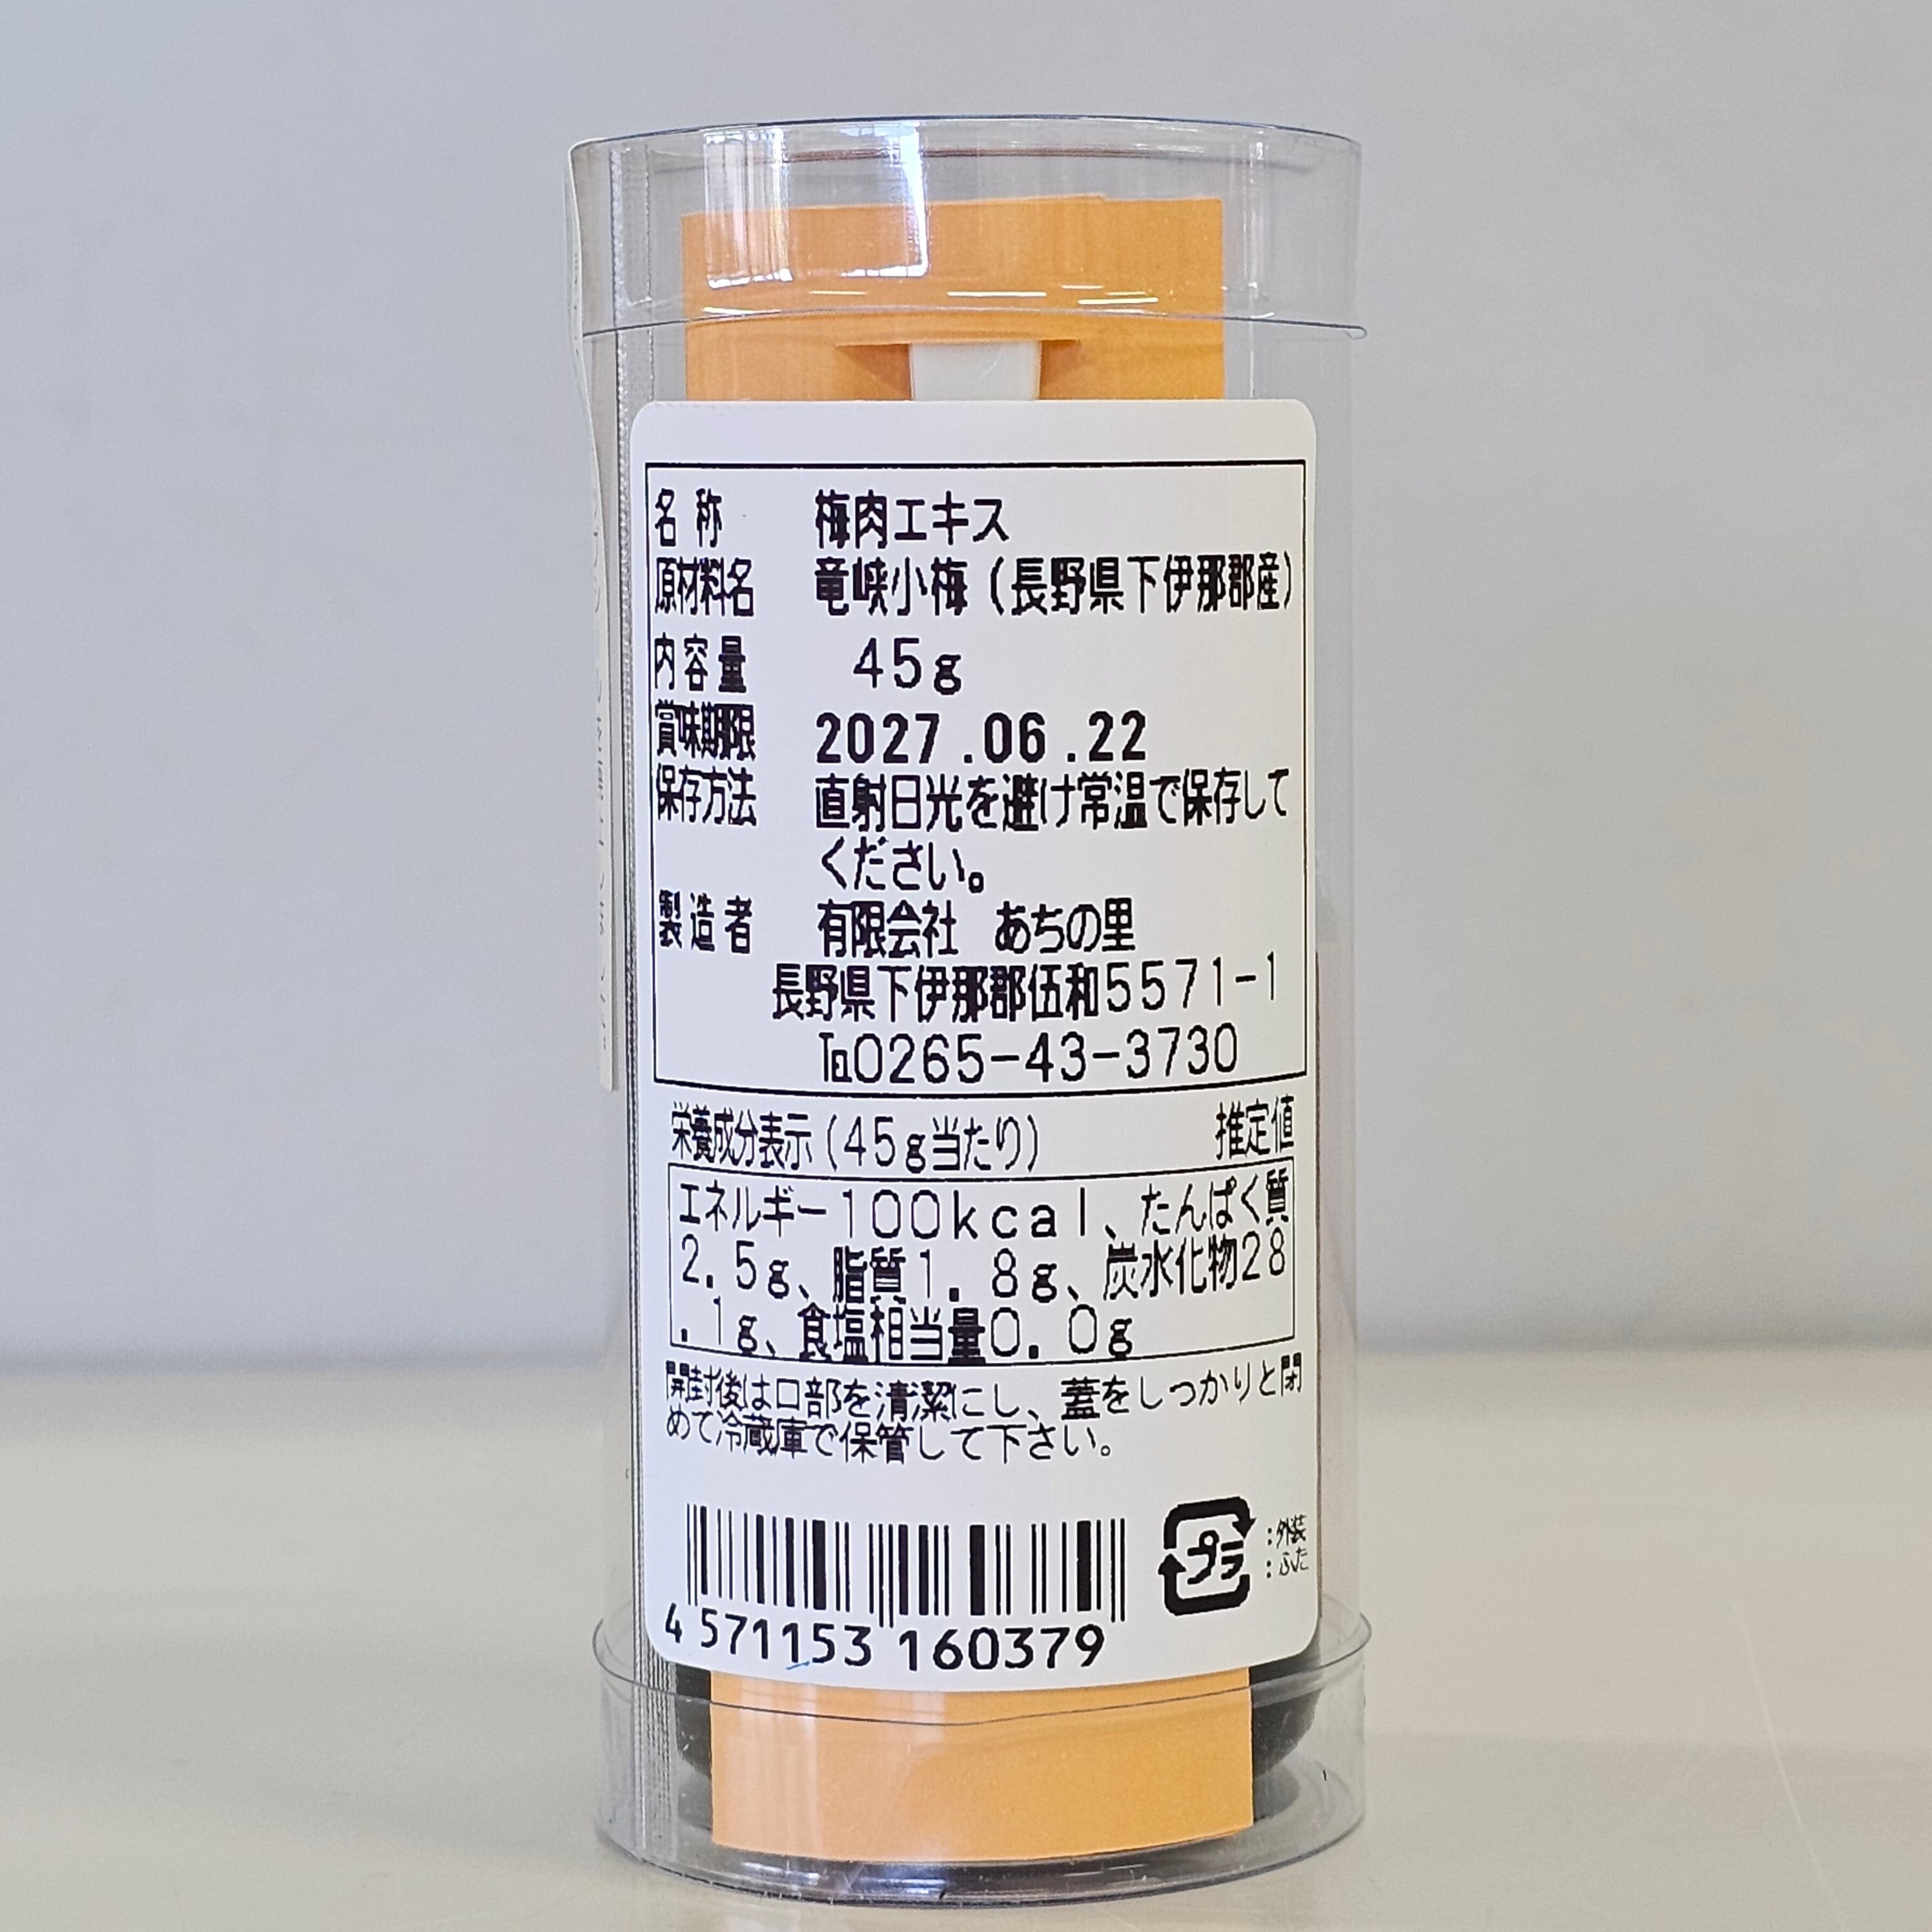 名称 梅肉エキス
原材料名 竜峡小梅（長野県下伊那郡産）
内容量 45g
賞味期限 2027.06.22
保存方法 直射日光を避け常温で保存して
ください。
製造者 有限会社 あちの里
長野県下伊那郡伍和5571-1
℡0265-43-3730
栄養成分表示(45g当たり) 推定値
エネルギー100kcal、たんぱく質
2.5g、脂質1.8g、炭水化物28
.1g、食塩相当量0.0g
開封後は口部を清潔にし、蓋をしっかりと閉
めて冷蔵庫で保管して下さい。
プラ :外装
:ふた
4 571153 160379